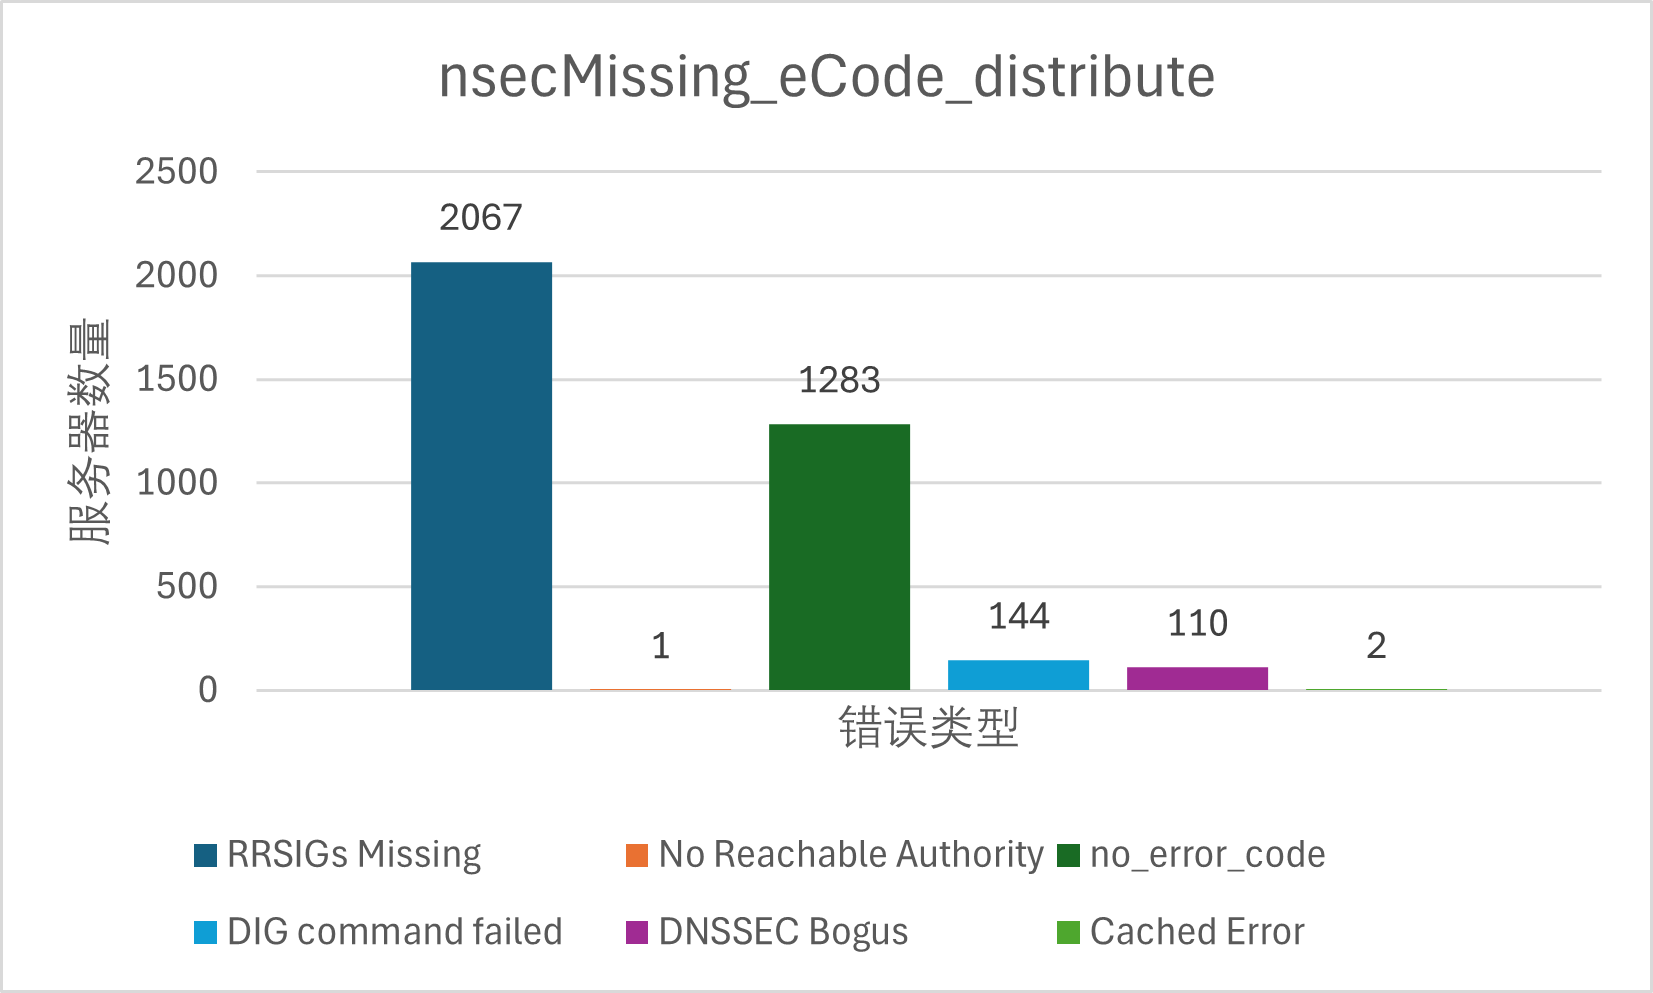 nsecMissing_eCode_distribute
2500
2000
1500
1000
500
0
服务器数量
2067
1
1283
144
110
2
错误类型
RRSIGs Missing
No Reachable Authority
no_error_code
DIG command failed
DNSSEC Bogus
Cached Error